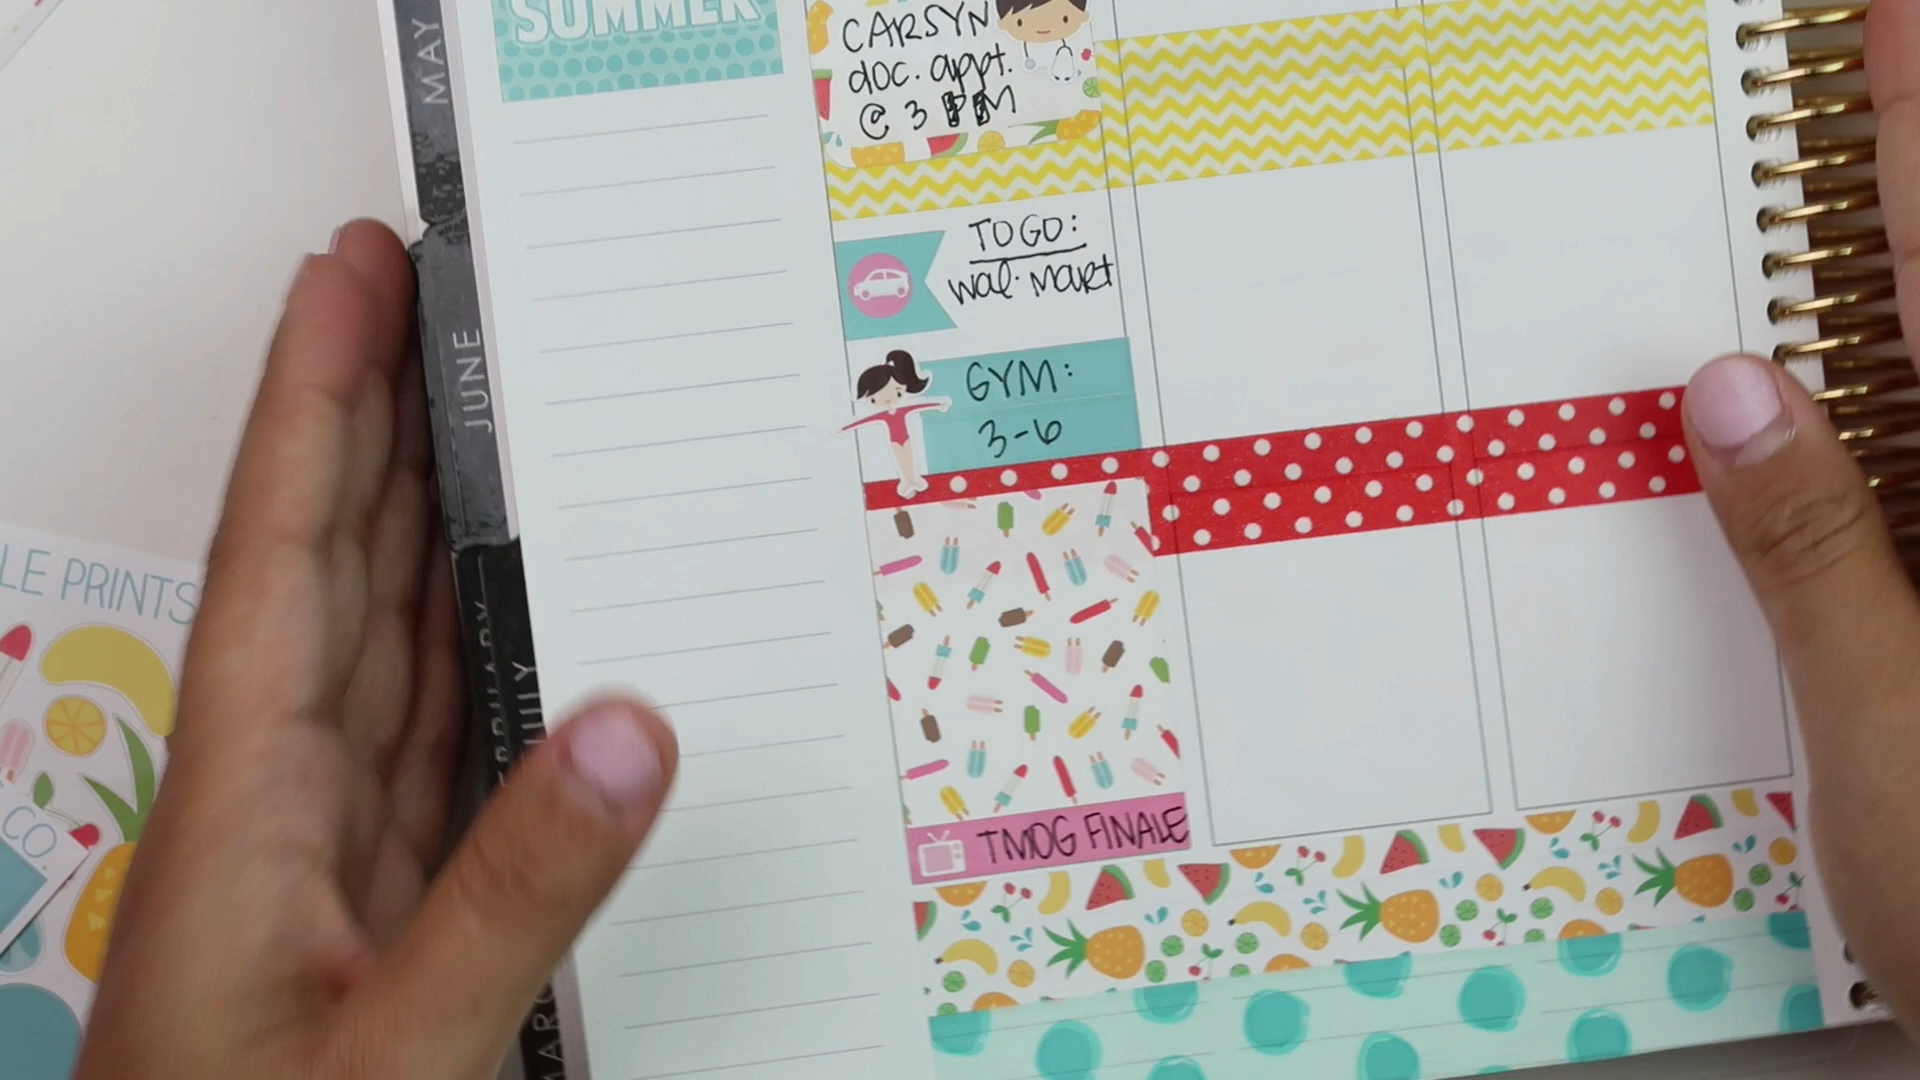 SUMMER
CARSYN
doc. appt.
@ 3 PM
TO GO:
Wal-Mart
GYM:
3-6
TMOG FINALE
MAY
JUNE
JULY
LE PRINTS
CO.